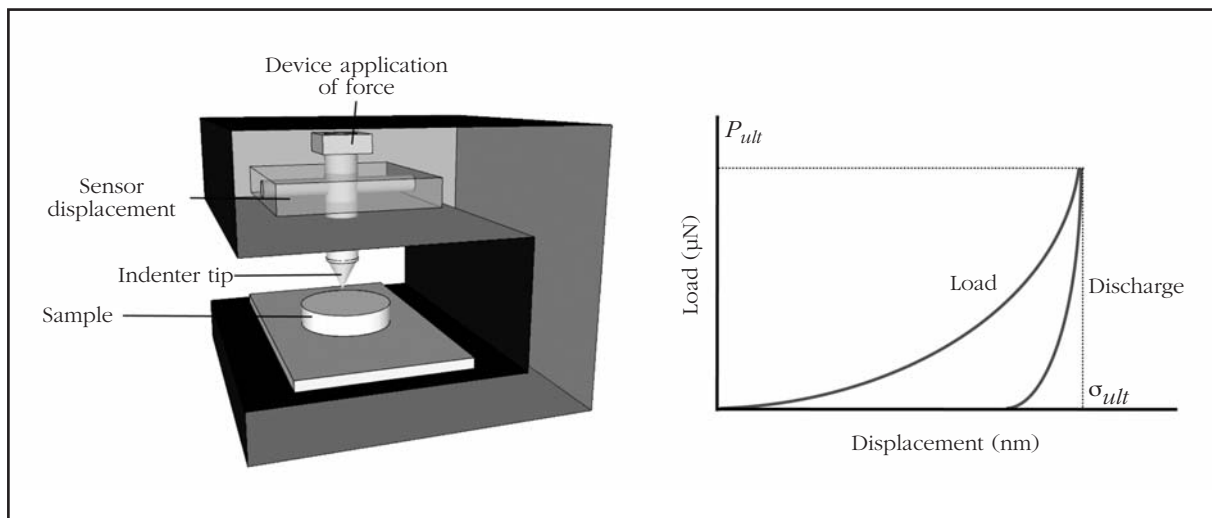 Device application
of force
Sensor
displacement
Indenter tip
Sample
P_ult
Load (µN)
Load
Discharge
σ_ult
Displacement (nm)